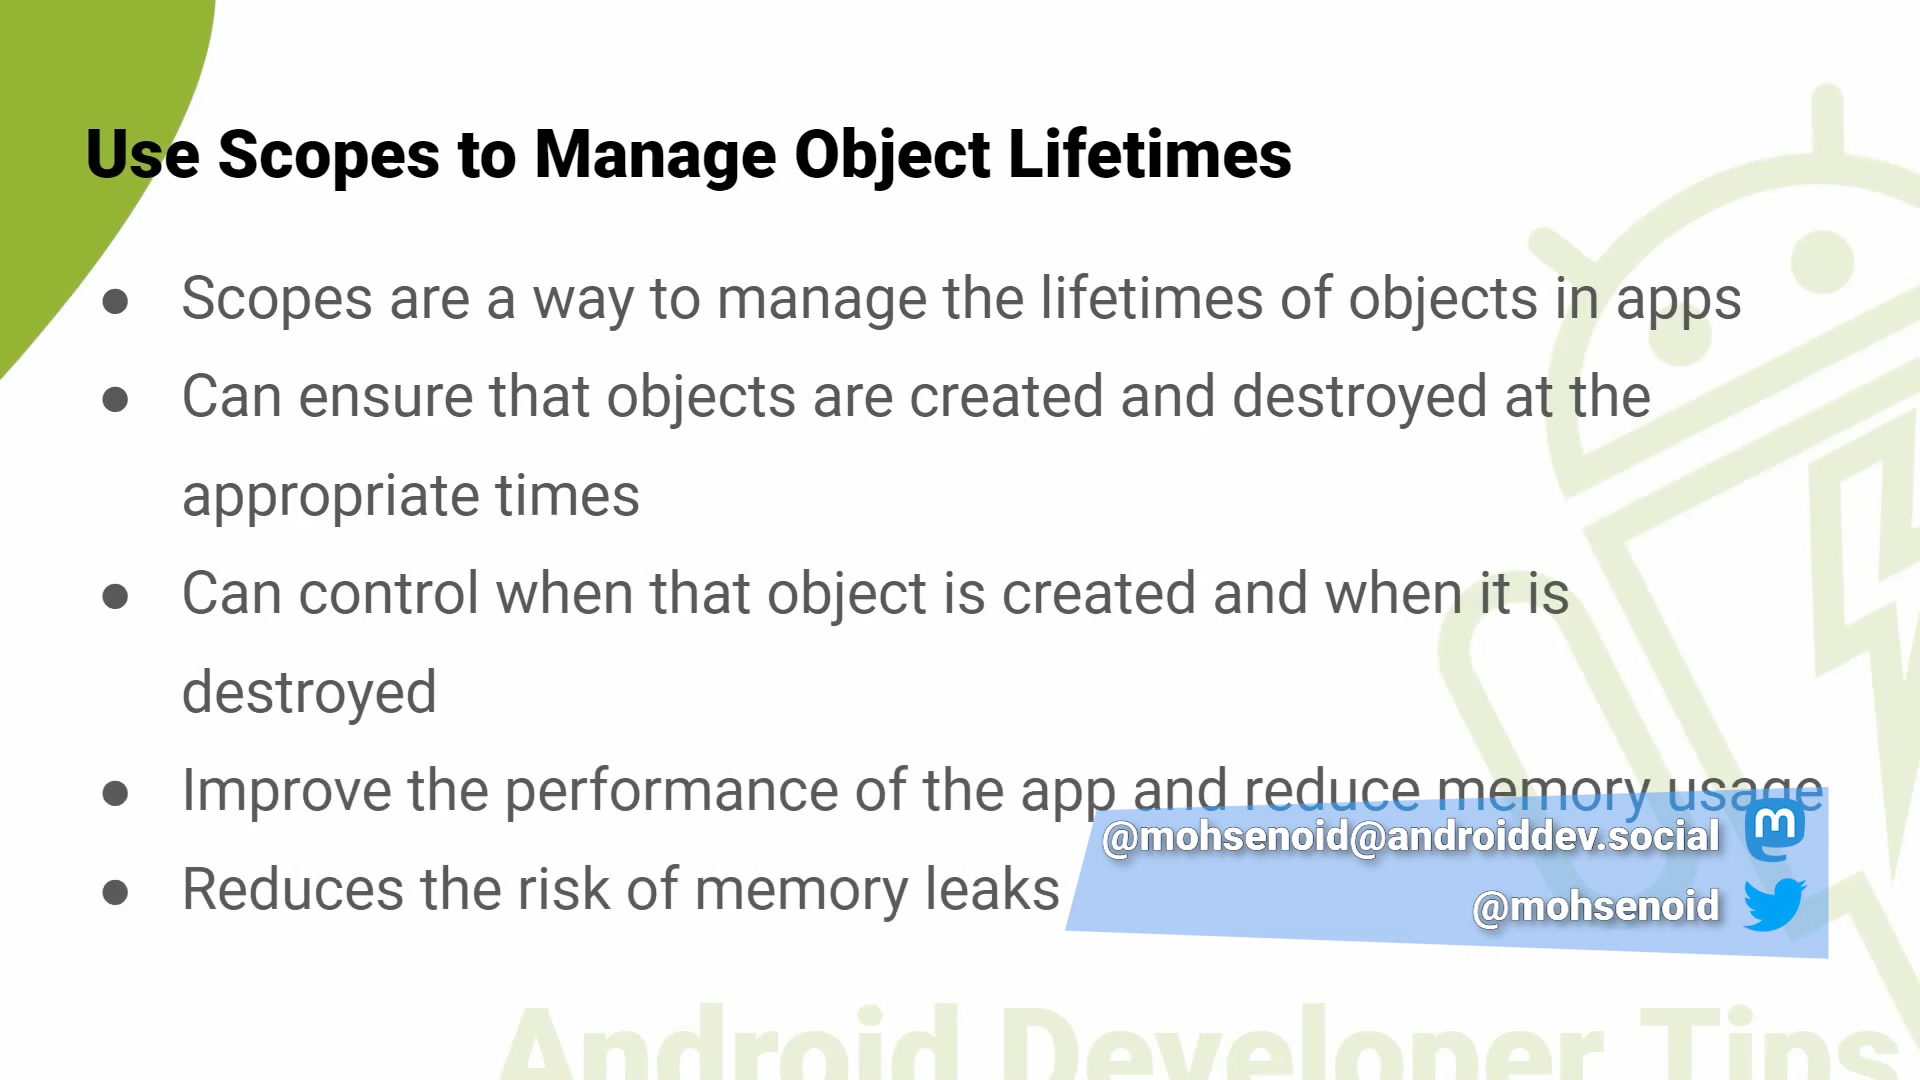 Use Scopes to Manage Object Lifetimes
● Scopes are a way to manage the lifetimes of objects in apps
● Can ensure that objects are created and destroyed at the
appropriate times
● Can control when that object is created and when it is
destroyed
● Improve the performance of the app and reduce memory usage
@mohsenoid@androiddev.social
● Reduces the risk of memory leaks
@mohsenoid
Android Developer Tips